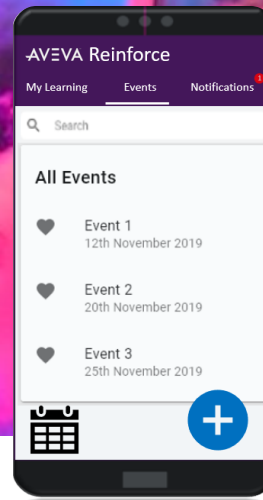 AVEVA Reinforce
My Learning Events Notifications 1
Search
All Events
Event 1
12th November 2019
Event 2
20th November 2019
Event 3
25th November 2019